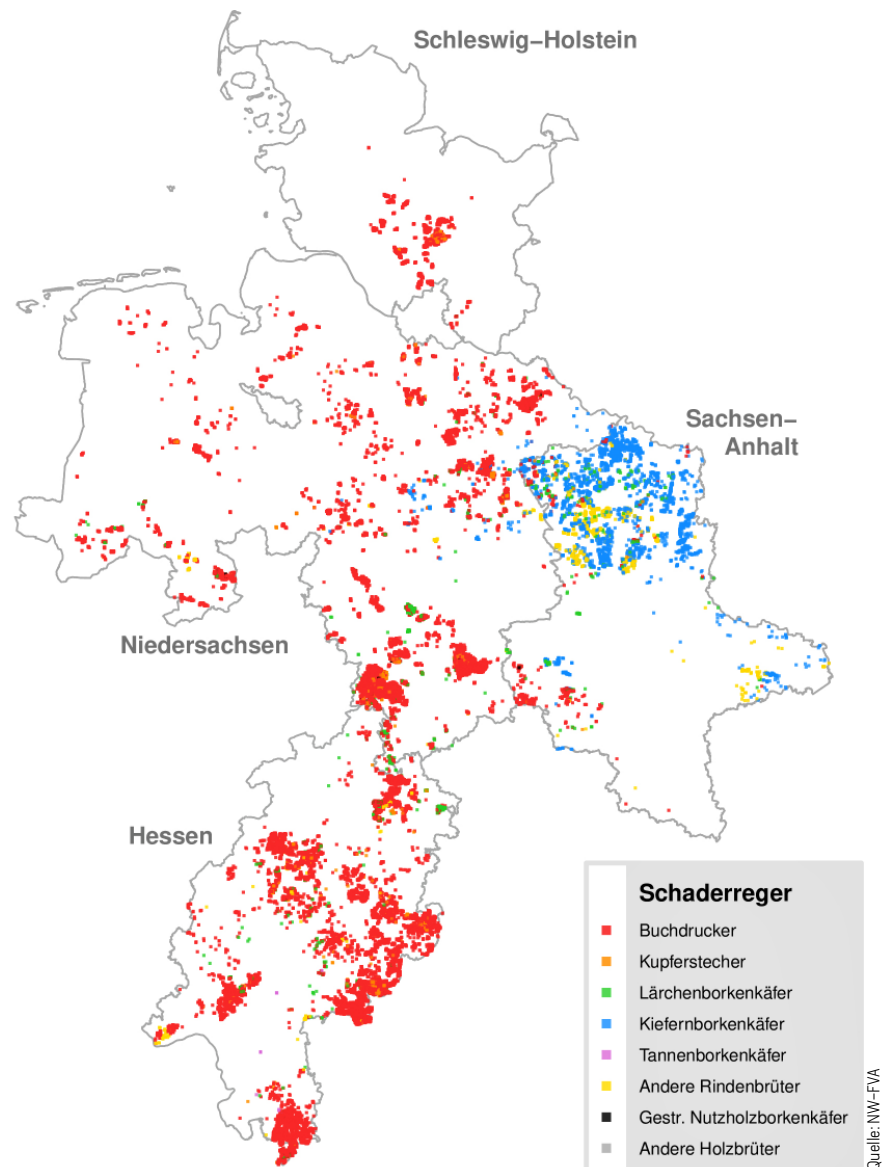 Schleswig–Holstein
Sachsen–
Anhalt
Niedersachsen
Hessen
Schaderreger
Buchdrucker
Kupferstecher
Lärchenborkenkäfer
Kiefernborkenkäfer
Tannenborkenkäfer
Andere Rindenbrüter
Gestr. Nutzholzborkenkäfer
Andere Holzbrüter
Quelle: NW–FVA